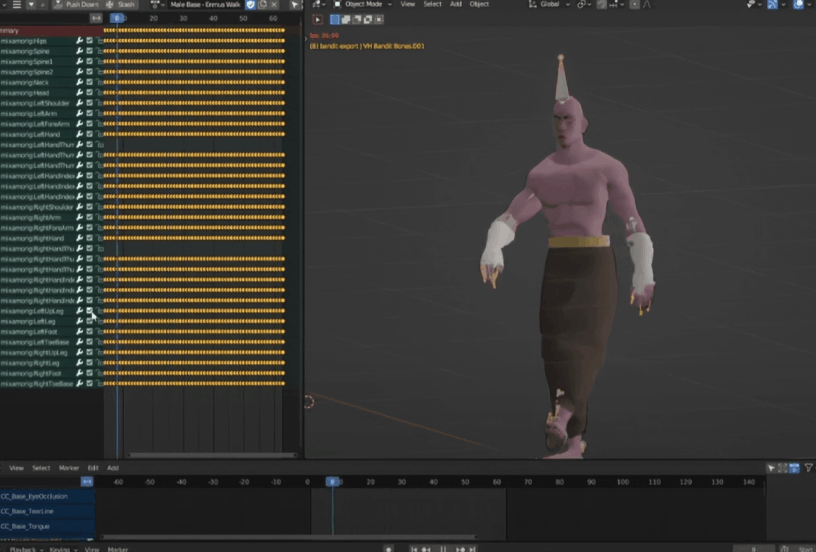 Push Down Stash Male Base - Enmus Walk
Object Mode View Select Add Object Global
0 20 30 40 50 60
mmary
mixamorig:Hips
mixamorig:Spine
mixamorig:Spine1
mixamorig:Spine2
mixamorig:Neck
mixamorig:Head
mixamorig:LeftShoulder
mixamorig:LeftArm
mixamorig:LeftForeArm
mixamorig:LeftHand
mixamorig:LeftHandThum
mixamorig:LeftHandThum
mixamorig:LeftHandThum
mixamorig:LeftHandIndex
mixamorig:LeftHandIndex
mixamorig:LeftHandIndex
mixamorig:RightShoulder
mixamorig:RightArm
mixamorig:RightForeArm
mixamorig:RightHand
mixamorig:RightHandThu
mixamorig:RightHandThu
mixamorig:RightHandThu
mixamorig:RightHandInde
mixamorig:RightHandInde
mixamorig:RightHandInde
mixamorig:LeftUpLeg
mixamorig:LeftLeg
mixamorig:LeftFoot
mixamorig:LeftToeBase
mixamorig:RightUpLeg
mixamorig:RightLeg
mixamorig:RightFoot
mixamorig:RightToeBase
(8) bandit export | VH Bandit Bones.001
View Select Marker Edit Add
-60 -50 -40 -30 -20 -10 20 30 40 50 60 70 80 90 100 110 120 130 140
CC_Base_EyeOcclusion
CC_Base_TearLine
CC_Base_Tongue
Playback Keying View Marker
Start